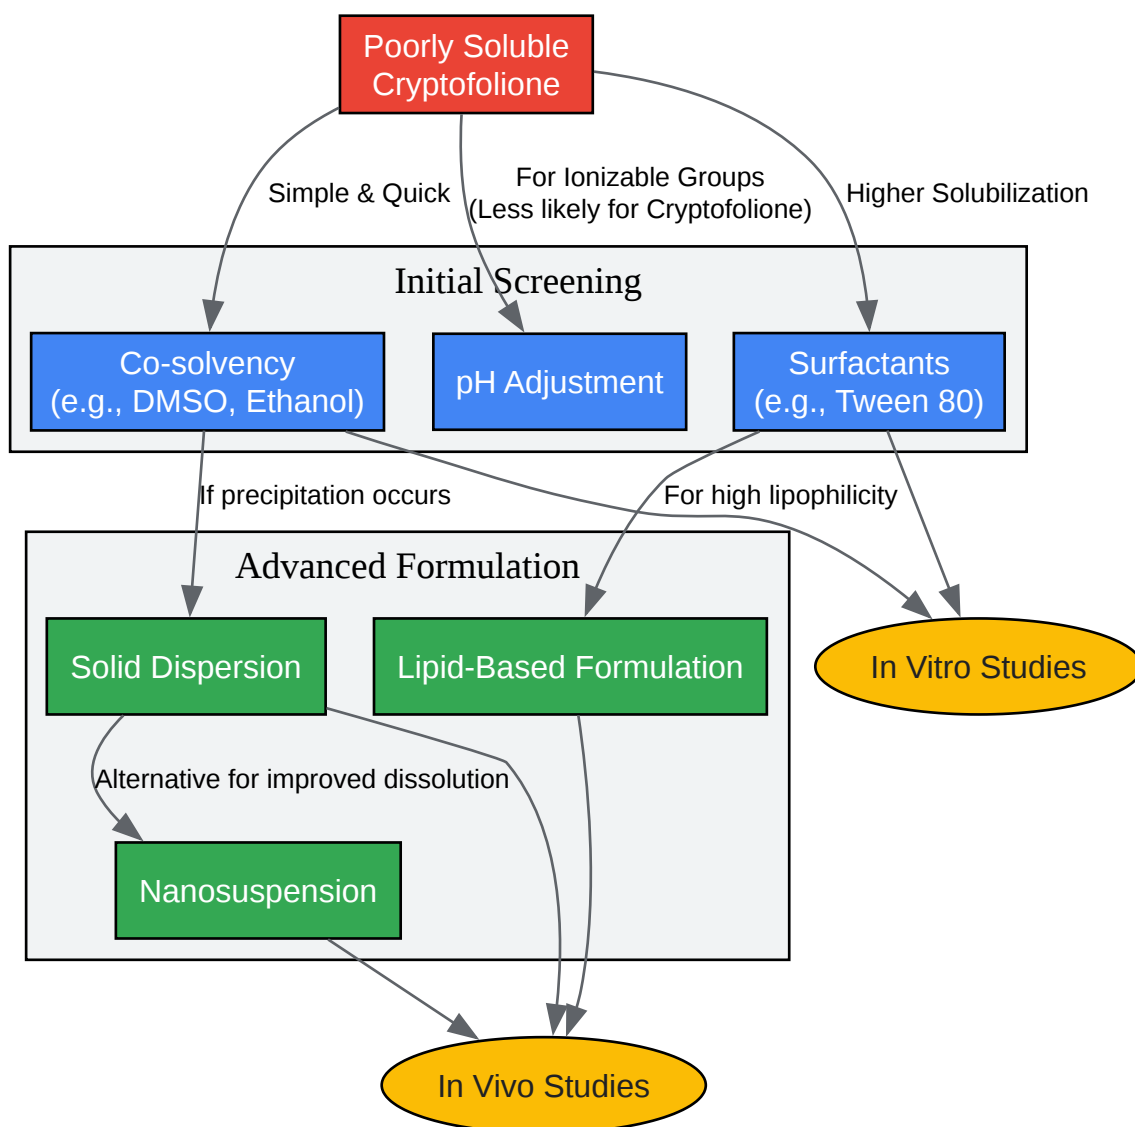 Poorly Soluble
Cryptofolione
Simple & Quick
For Ionizable Groups
(Less likely for Cryptofolione)
Higher Solubilization
Initial Screening
Co-solvency
(e.g., DMSO, Ethanol)
pH Adjustment
Surfactants
(e.g., Tween 80)
If precipitation occurs
For high lipophilicity
Advanced Formulation
Solid Dispersion
Lipid-Based Formulation
In Vitro Studies
Alternative for improved dissolution
Nanosuspension
In Vivo Studies